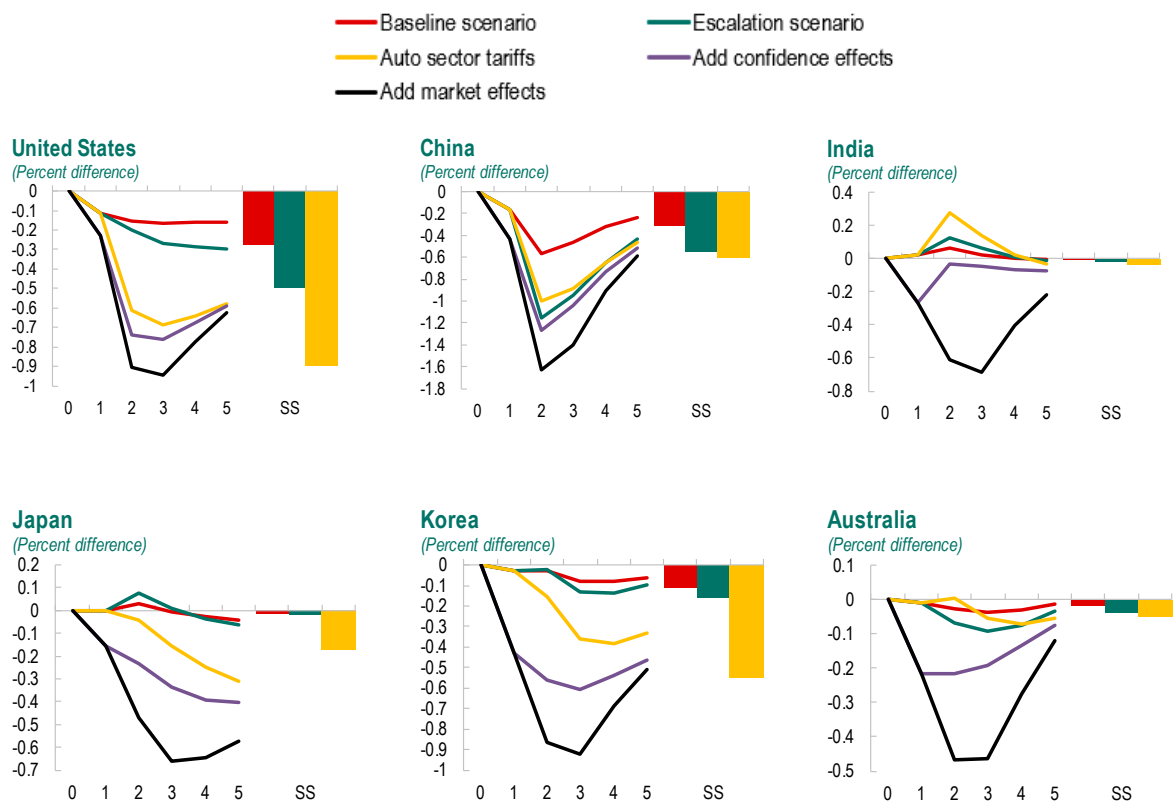 Baseline scenario
Escalation scenario
Auto sector tariffs
Add confidence effects
Add market effects
United States
(Percent difference)
0
-0.1
-0.2
-0.3
-0.4
-0.5
-0.6
-0.7
-0.8
-0.9
-1
0 1 2 3 4 5 SS
China
(Percent difference)
0
-0.2
-0.4
-0.6
-0.8
-1
-1.2
-1.4
-1.6
-1.8
0 1 2 3 4 5 SS
India
(Percent difference)
0.4
0.2
0
-0.2
-0.4
-0.6
-0.8
0 1 2 3 4 5 SS
Japan
(Percent difference)
0.2
0.1
0
-0.1
-0.2
-0.3
-0.4
-0.5
-0.6
-0.7
0 1 2 3 4 5 SS
Korea
(Percent difference)
0
-0.1
-0.2
-0.3
-0.4
-0.5
-0.6
-0.7
-0.8
-0.9
-1
0 1 2 3 4 5 SS
Australia
(Percent difference)
0.1
0
-0.1
-0.2
-0.3
-0.4
-0.5
0 1 2 3 4 5 SS